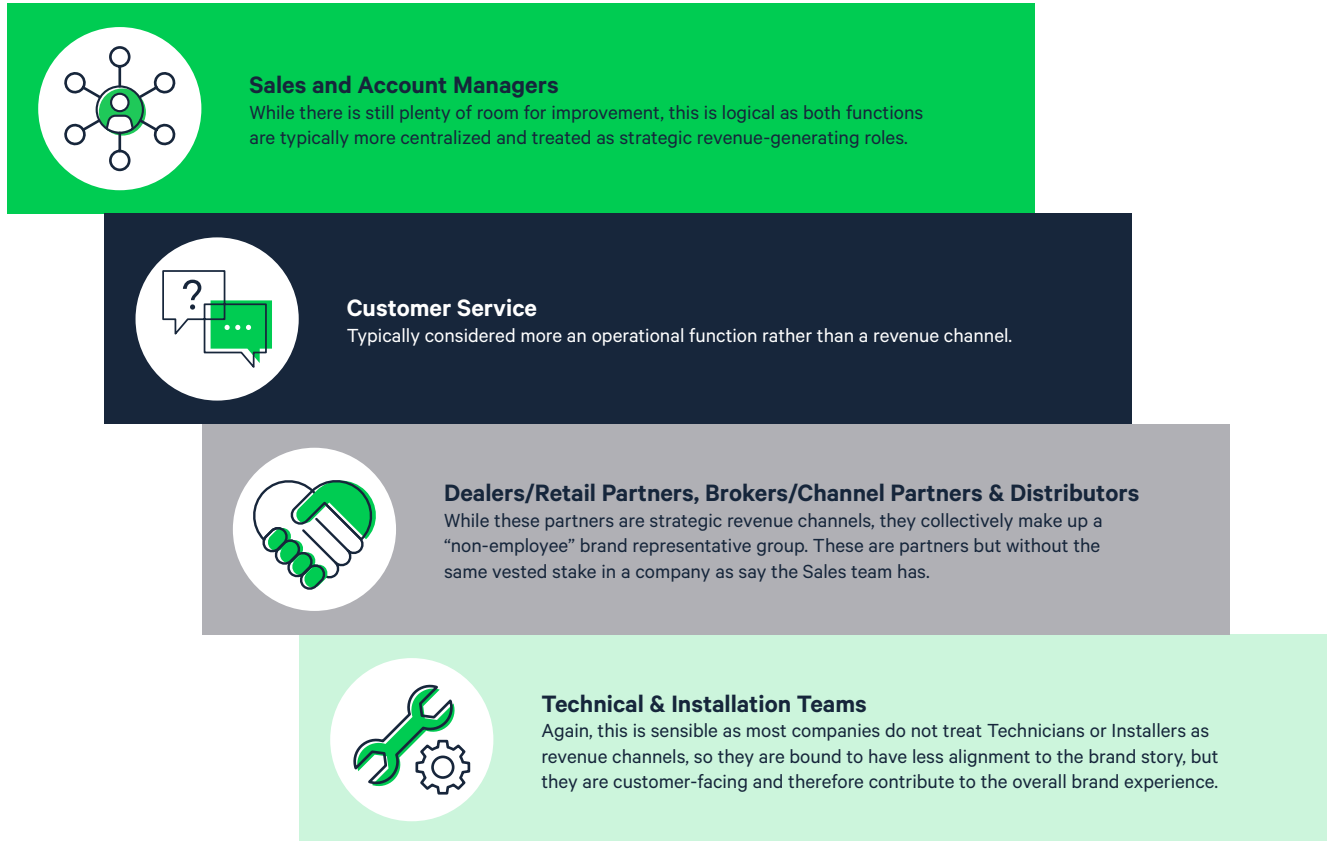 Sales and Account Managers
While there is still plenty of room for improvement, this is logical as both functions
are typically more centralized and treated as strategic revenue-generating roles.
?
Customer Service
Typically considered more an operational function rather than a revenue channel.
Dealers/Retail Partners, Brokers/Channel Partners & Distributors
While these partners are strategic revenue channels, they collectively make up a
“non-employee” brand representative group. These are partners but without the
same vested stake in a company as say the Sales team has.
Technical & Installation Teams
Again, this is sensible as most companies do not treat Technicians or Installers as
revenue channels, so they are bound to have less alignment to the brand story, but
they are customer-facing and therefore contribute to the overall brand experience.